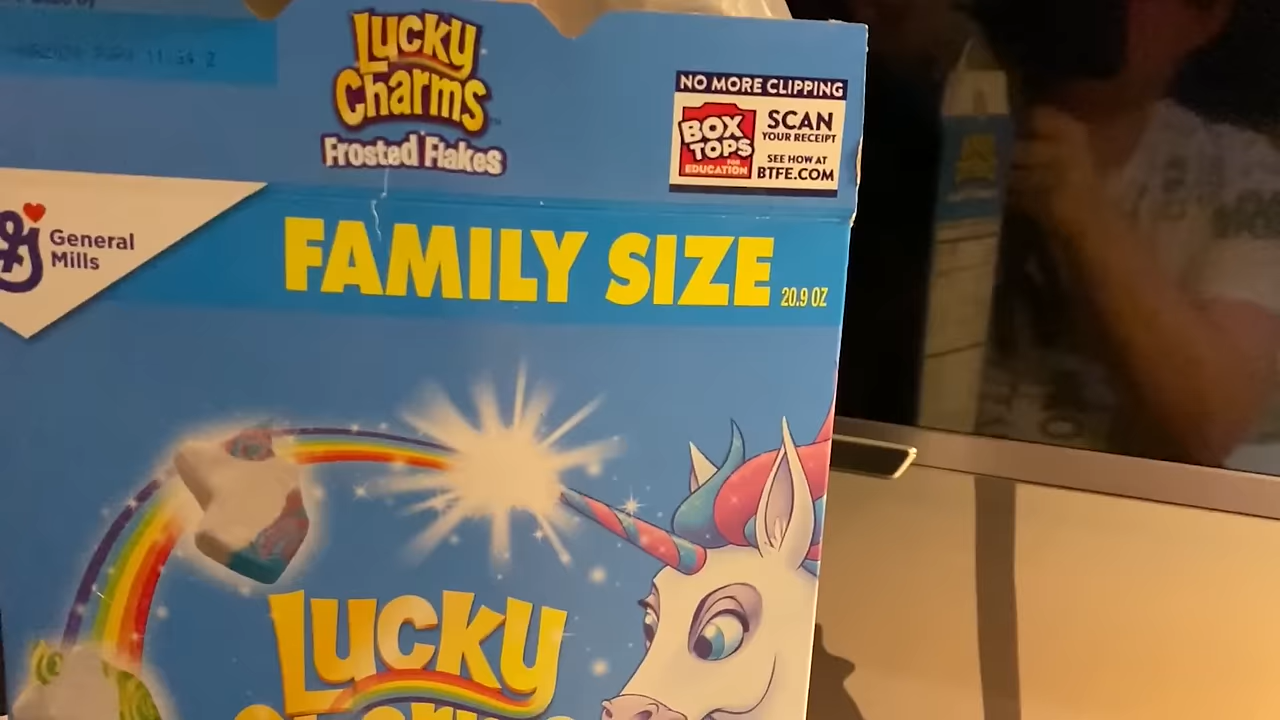 Lucky
Charms
Frosted Flakes
NO MORE CLIPPING
BOX
TOPS
FOR
EDUCATION
SCAN
YOUR RECEIPT
SEE HOW AT
BTFE.COM
General
Mills
FAMILY SIZE
20.9 OZ
Lucky